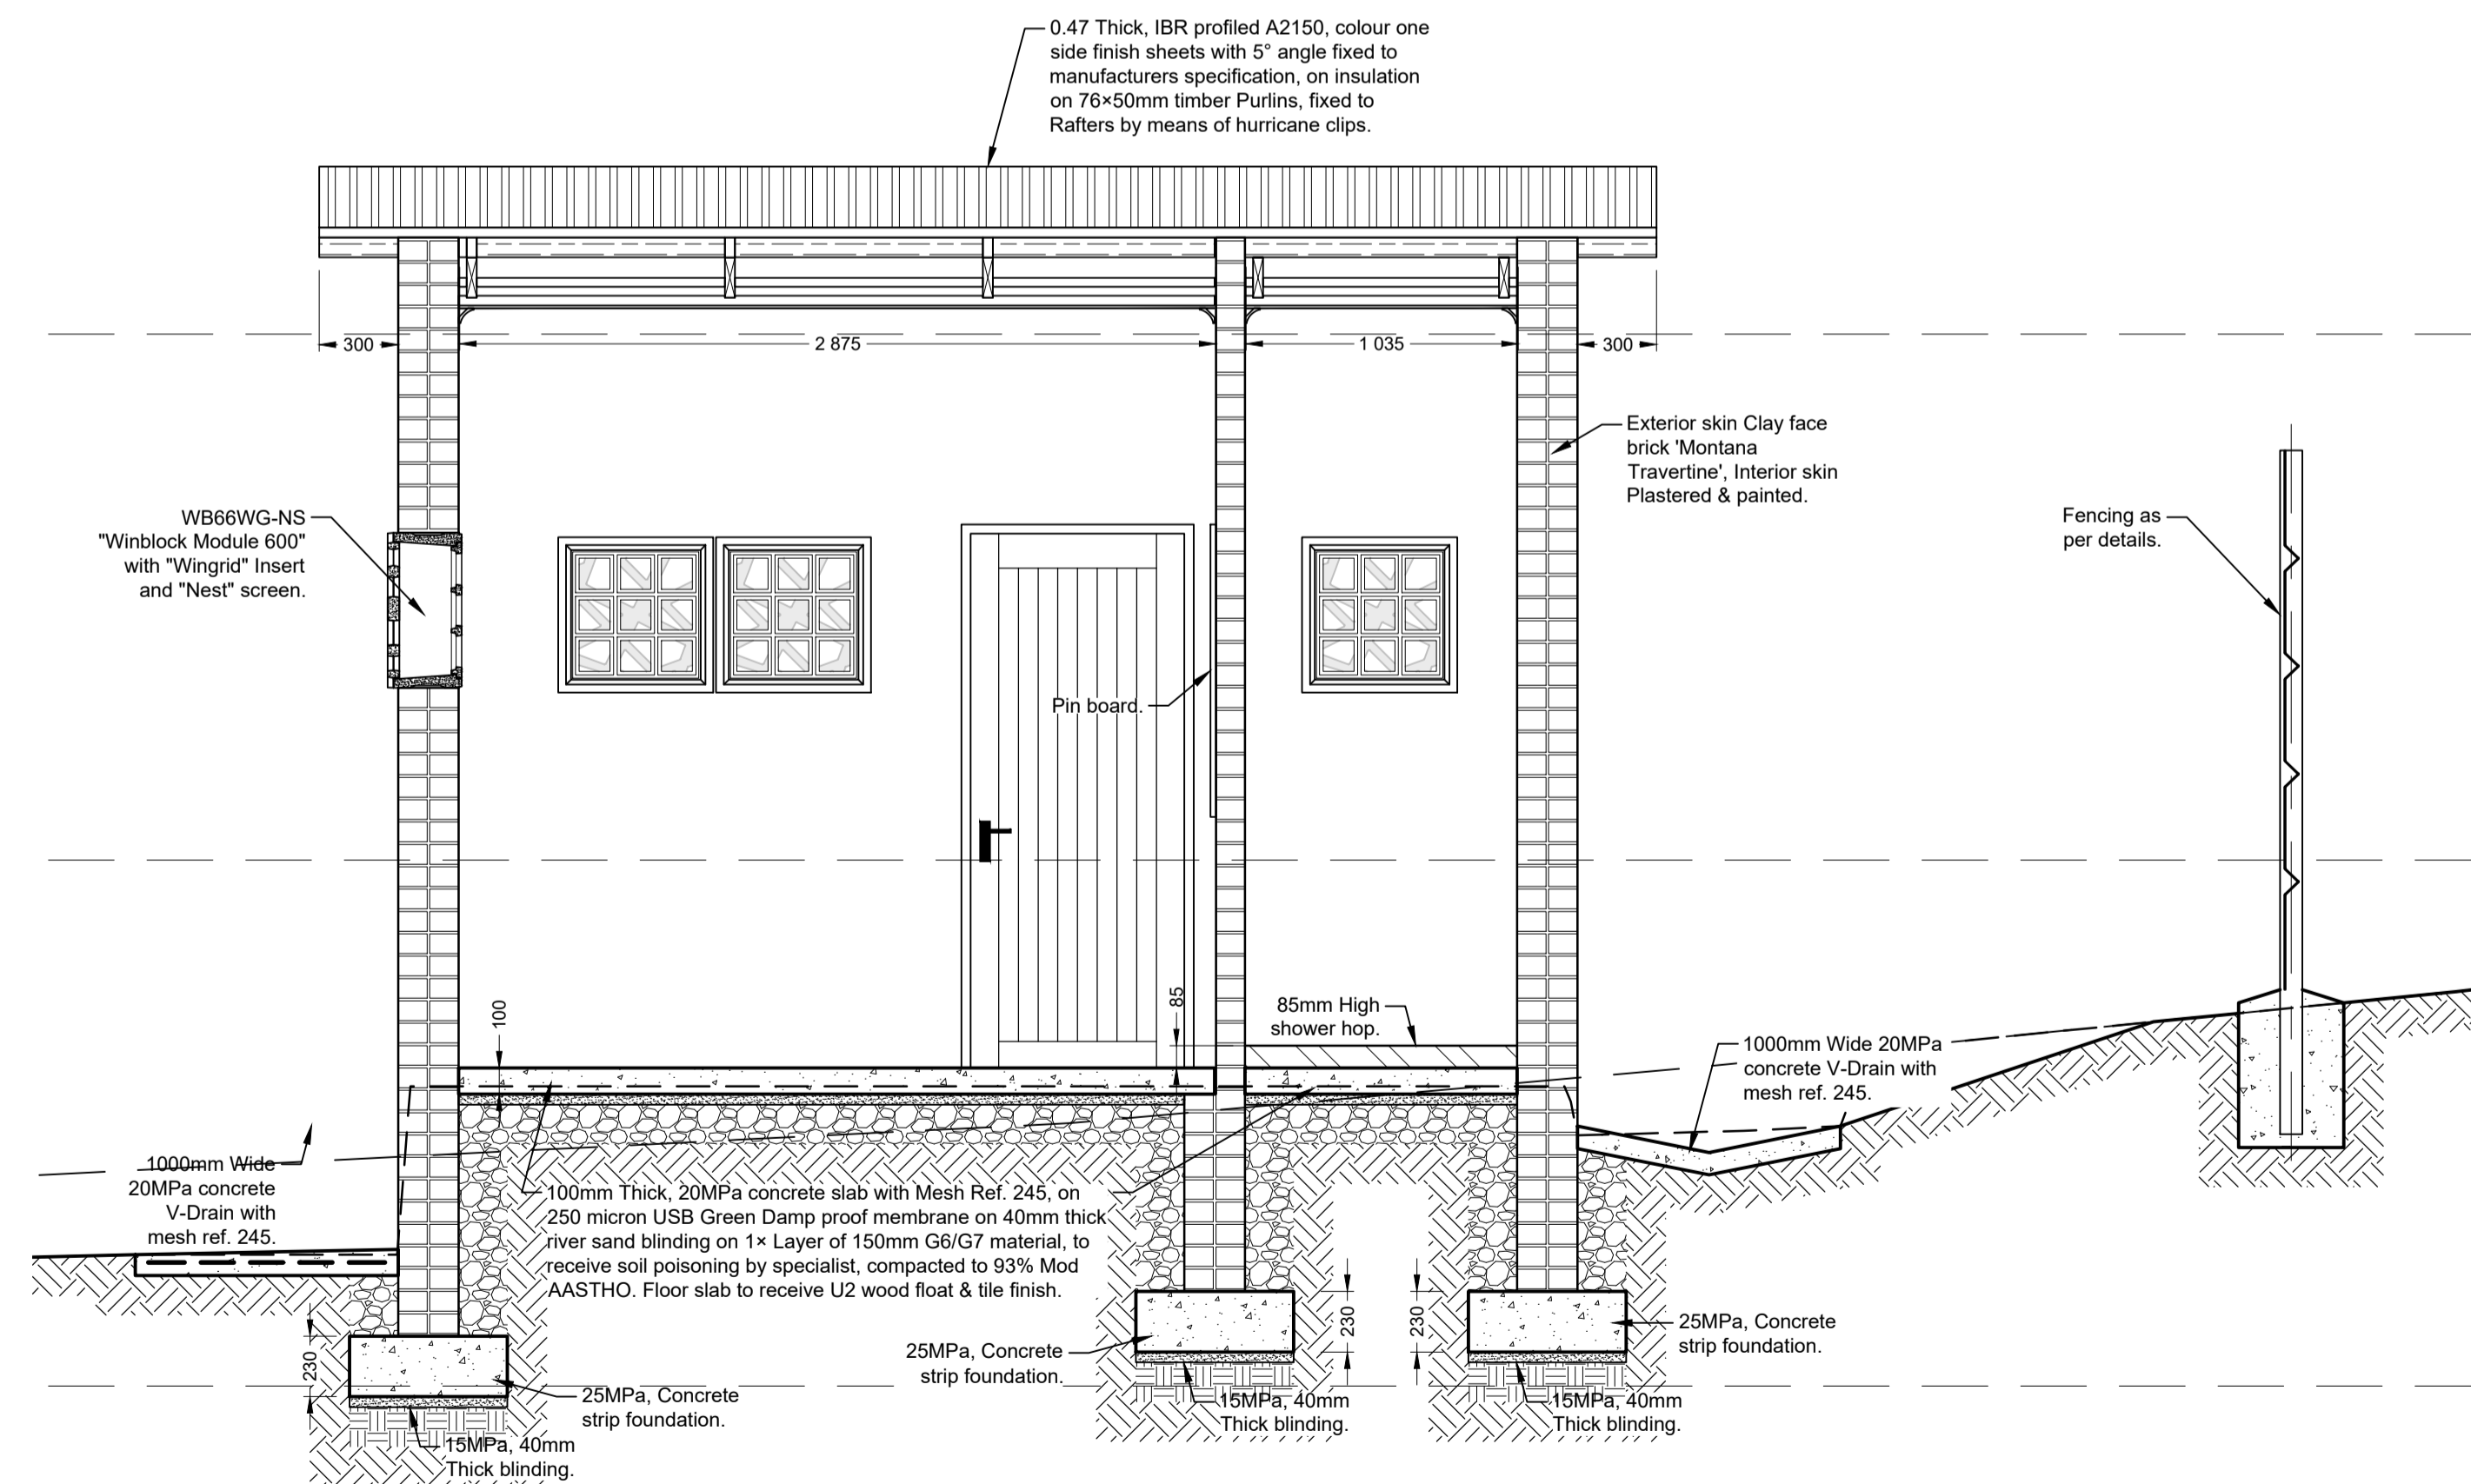 0.47 Thick, IBR profiled A2150, colour one
side finish sheets with 5° angle fixed to
manufacturers specification, on insulation
on 76×50mm timber Purlins, fixed to
Rafters by means of hurricane clips.
300
2 875
1 035
300
Exterior skin Clay face
brick 'Montana
Travertine', Interior skin
Plastered & painted.
WB66WG-NS
"Winblock Module 600"
with "Wingrid" Insert
and "Nest" screen.
Fencing as
per details.
Pin board.
100
85
85mm High
shower hop.
1000mm Wide 20MPa
concrete V-Drain with
mesh ref. 245.
1000mm Wide
20MPa concrete
V-Drain with
mesh ref. 245.
100mm Thick, 20MPa concrete slab with Mesh Ref. 245, on
250 micron USB Green Damp proof membrane on 40mm thick
river sand blinding on 1× Layer of 150mm G6/G7 material, to
receive soil poisoning by specialist, compacted to 93% Mod
AASTHO. Floor slab to receive U2 wood float & tile finish.
230
230
230
25MPa, Concrete
strip foundation.
25MPa, Concrete
strip foundation.
25MPa, Concrete
strip foundation.
15MPa, 40mm
Thick blinding.
15MPa, 40mm
Thick blinding.
15MPa, 40mm
Thick blinding.